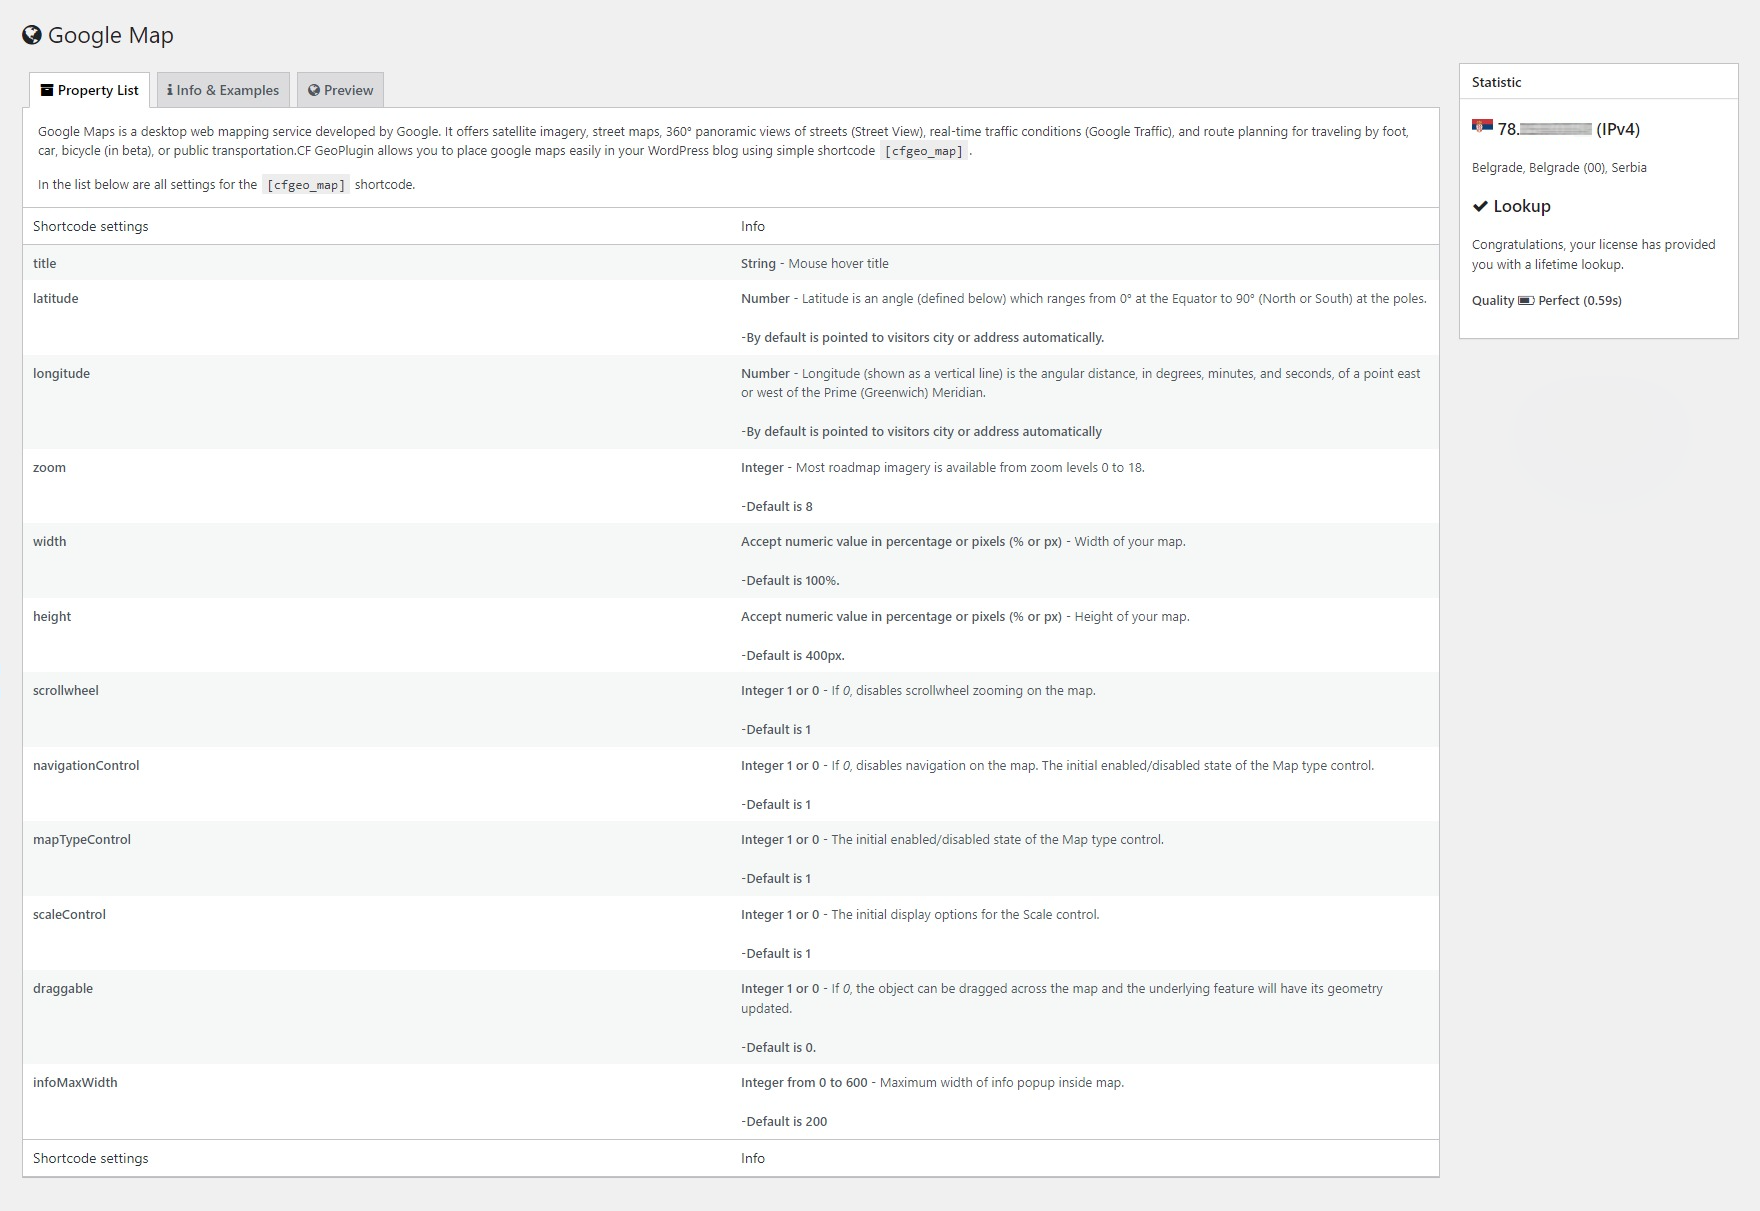 Google Map
Property List
Info & Examples
Preview
Google Maps is a desktop web mapping service developed by Google. It offers satellite imagery, street maps, 360° panoramic views of streets (Street View), real-time traffic conditions (Google Traffic), and route planning for traveling by foot,
car, bicycle (in beta), or public transportation.CF GeoPlugin allows you to place google maps easily in your WordPress blog using simple shortcode [cfgeo_map] .
In the list below are all settings for the [cfgeo_map] shortcode.
Shortcode settings Info
title String - Mouse hover title
latitude Number - Latitude is an angle (defined below) which ranges from 0° at the Equator to 90° (North or South) at the poles.
-By default is pointed to visitors city or address automatically.
longitude Number - Longitude (shown as a vertical line) is the angular distance, in degrees, minutes, and seconds, of a point east
or west of the Prime (Greenwich) Meridian.
-By default is pointed to visitors city or address automatically
zoom Integer - Most roadmap imagery is available from zoom levels 0 to 18.
-Default is 8
width Accept numeric value in percentage or pixels (% or px) - Width of your map.
-Default is 100%.
height Accept numeric value in percentage or pixels (% or px) - Height of your map.
-Default is 400px.
scrollwheel Integer 1 or 0 - If 0, disables scrollwheel zooming on the map.
-Default is 1
navigationControl Integer 1 or 0 - If 0, disables navigation on the map. The initial enabled/disabled state of the Map type control.
-Default is 1
mapTypeControl Integer 1 or 0 - The initial enabled/disabled state of the Map type control.
-Default is 1
scaleControl Integer 1 or 0 - The initial display options for the Scale control.
-Default is 1
draggable Integer 1 or 0 - If 0, the object can be dragged across the map and the underlying feature will have its geometry
updated.
-Default is 0.
infoMaxWidth Integer from 0 to 600 - Maximum width of info popup inside map.
-Default is 200
Shortcode settings Info
Statistic
78. (IPv4)
Belgrade, Belgrade (00), Serbia
Lookup
Congratulations, your license has provided
you with a lifetime lookup.
Quality Perfect (0.59s)